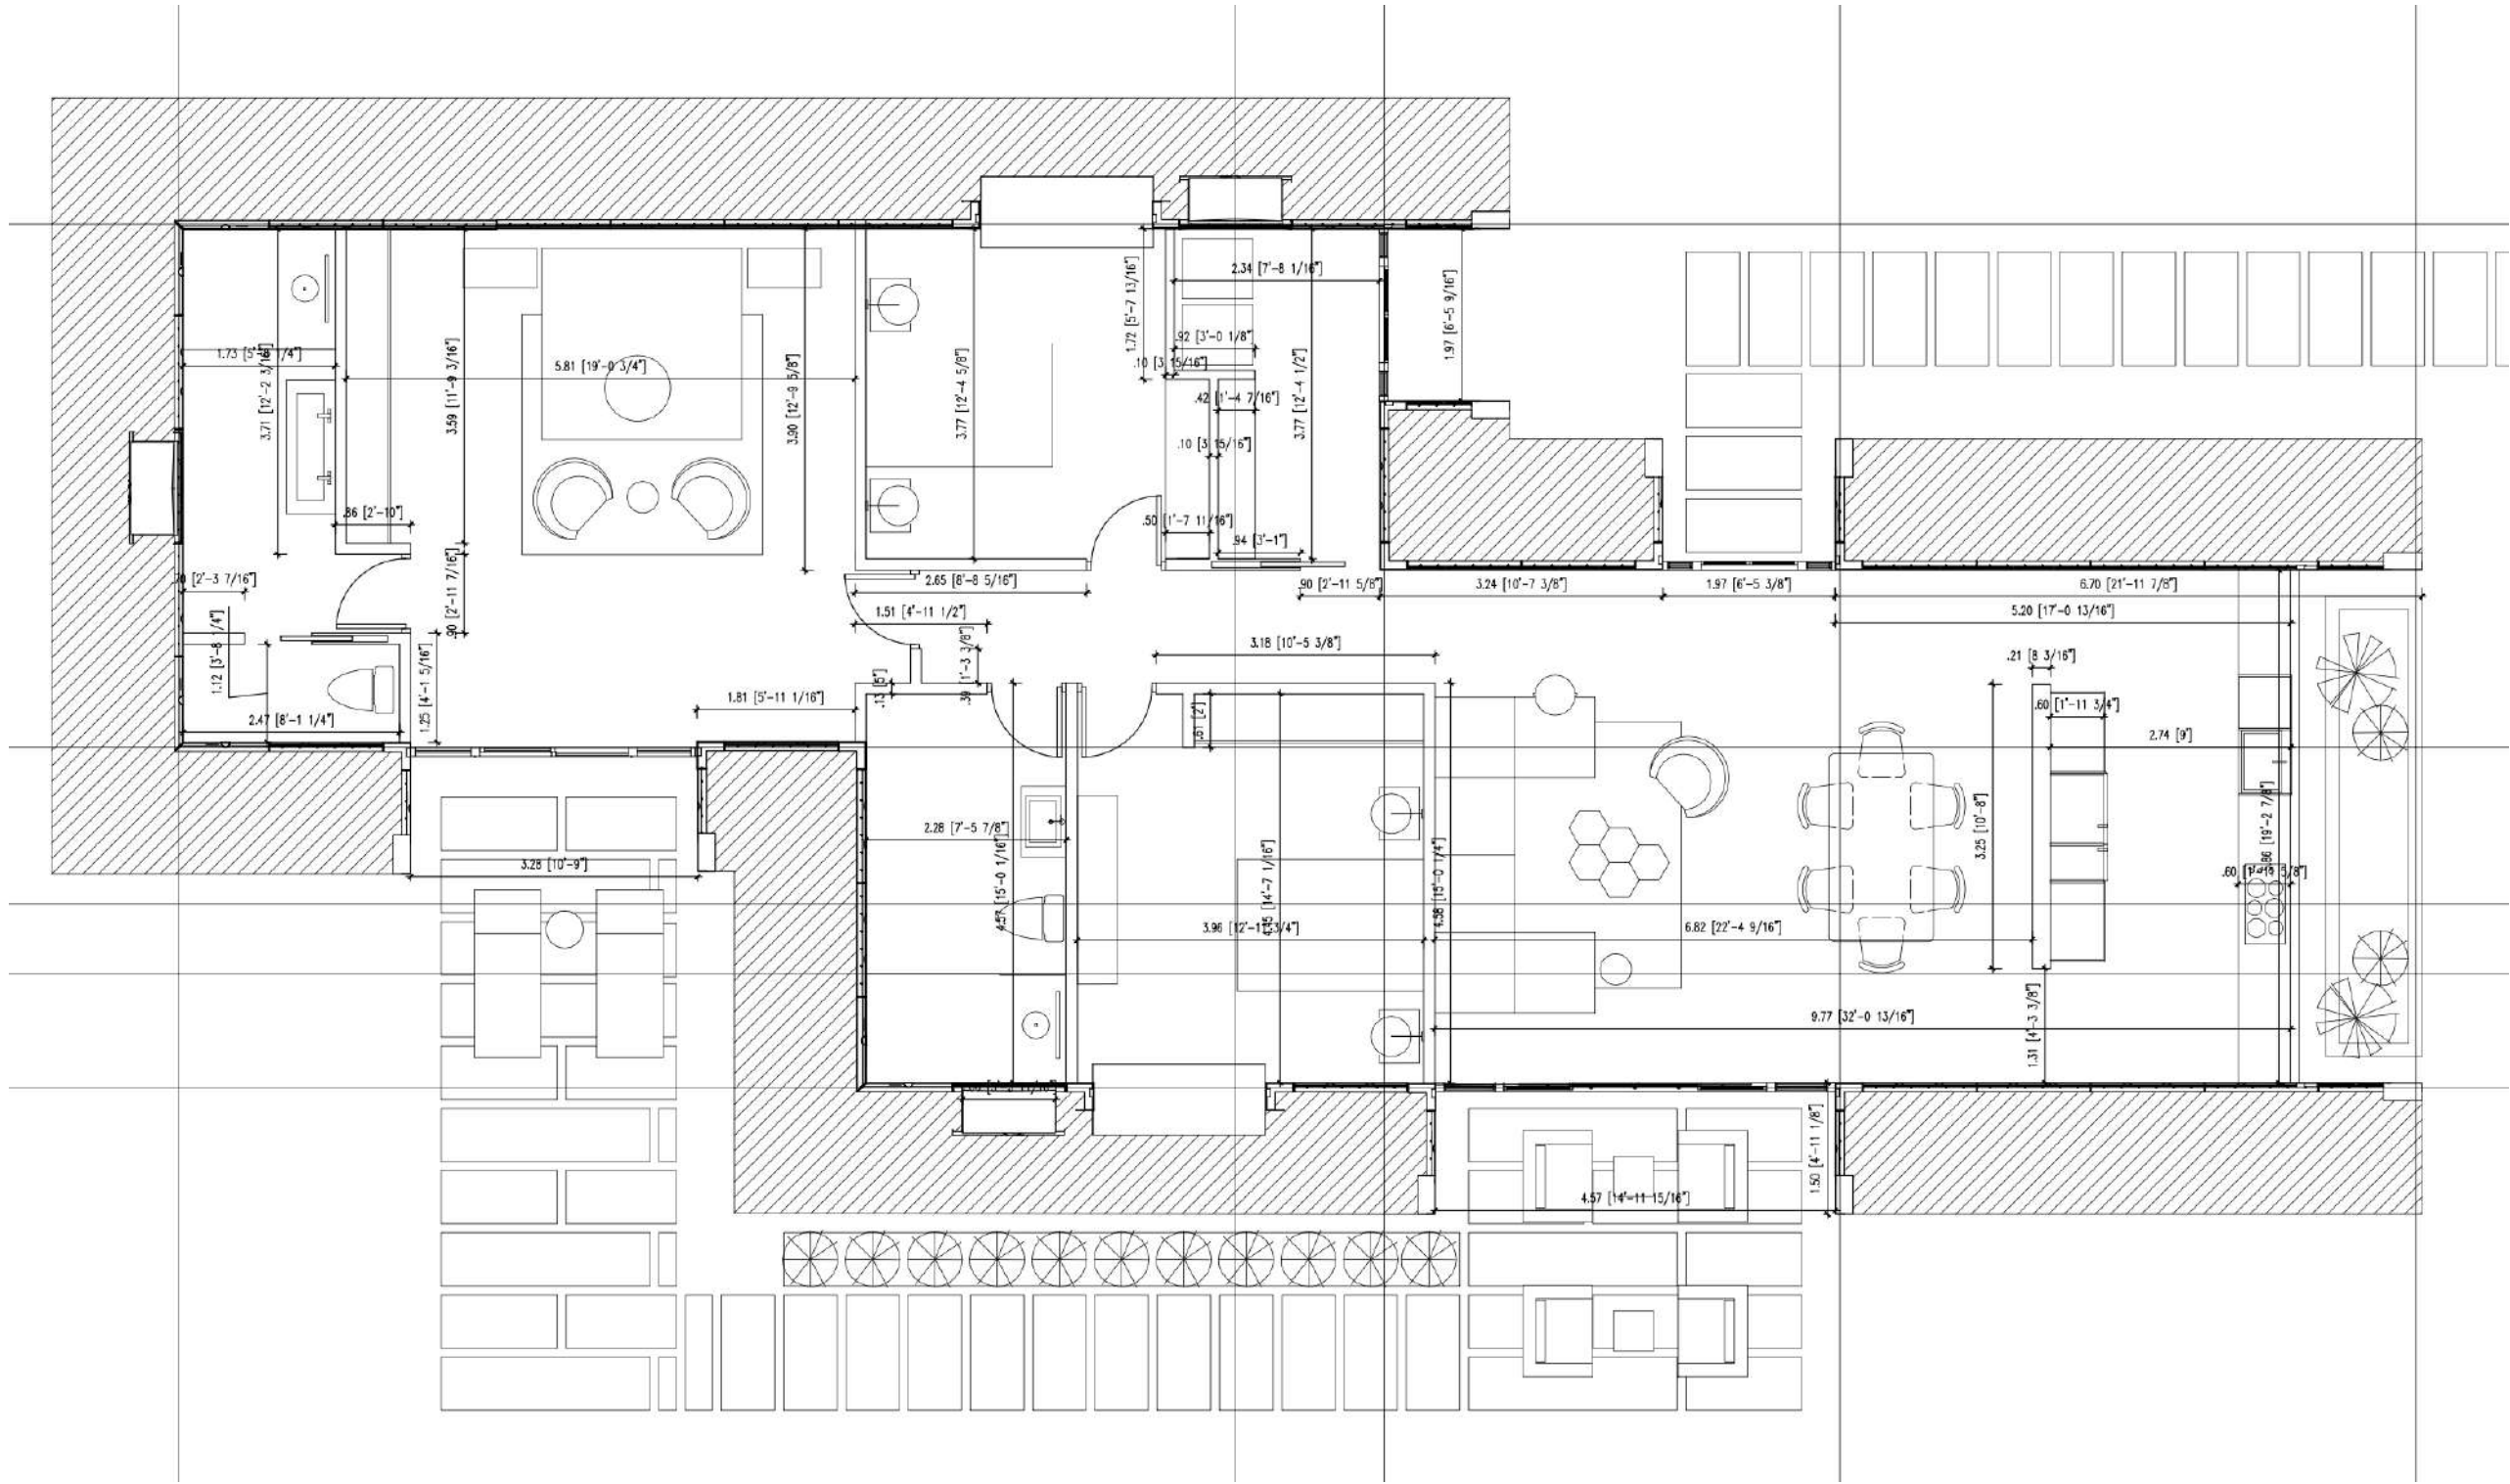 2.34 [7'-8 1/16"]
1.72 [5'-7 13/16"]
1.97 [6'-5 9/16"]
.92 [3'-0 1/8"]
1.73
3.71 [12'-2 3/16"]
3.59 [11'-9 3/16"]
5.81 [19'-0 3/4"]
3.90 [12'-9 5/8"]
3.77 [12'-4 5/8"]
.10 [3 15/16"]
.42 [1'-4 7/16"]
3.77 [12'-4 1/2"]
.10 [3 15/16"]
.86 [2'-10"]
.50 [1'-7 11/16"]
.94 [3'-1"]
[2'-3 7/16"]
.90 [2'-11 7/16"]
2.65 [8'-8 5/16"]
.90 [2'-11 5/8"]
3.24 [10'-7 3/8"]
1.97 [6'-5 3/8"]
6.70 [21'-11 7/8"]
1.51 [4'-11 1/2"]
5.20 [17'-0 13/16"]
1.12 [3'-8 1/4"]
3.18 [10'-5 3/8"]
.39 [1'-3 3/8"]
.21 [8 3/16"]
1.25 [4'-1 5/16"]
1.81 [5'-11 1/16"]
.13 [5"]
.61 [2']
.60 [1'-11 3/4"]
2.47 [8'-1 1/4"]
2.74 [9']
2.28 [7'-5 7/8"]
3.25 [10'-8"]
[19'-2 7/8"]
3.28 [10'-9"]
4.57 [15'-0 1/16"]
[14'-7 1/16"]
4.58 [15'-0 1/4"]
.60
3.96 [12'-11 3/4"]
6.82 [22'-4 9/16"]
9.77 [32'-0 13/16"]
1.31 [4'-3 3/8"]
1.50 [4'-11 1/8"]
4.57 [14'-11 15/16"]